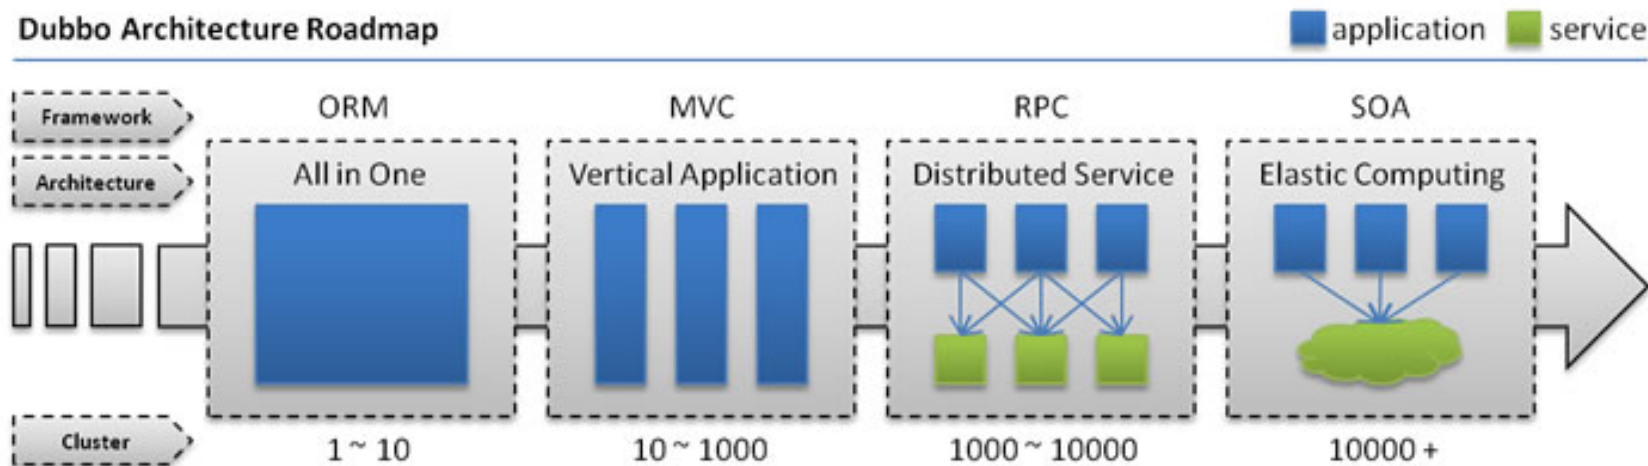 Dubbo Architecture Roadmap
application
service
Framework
ORM
MVC
RPC
SOA
Architecture
All in One
Vertical Application
Distributed Service
Elastic Computing
Cluster
1 ~ 10
10 ~ 1000
1000 ~ 10000
10000 +